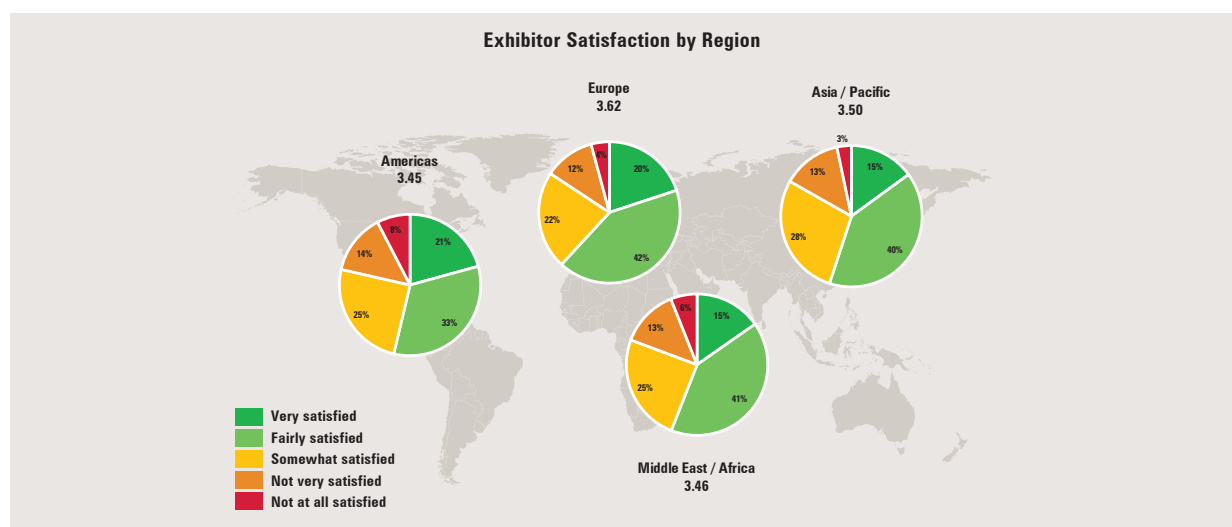 Exhibitor Satisfaction by Region
Europe
3.62
Asia / Pacific
3.50
Americas
3.45
20%
42%
22%
12%
4%
15%
40%
28%
13%
3%
21%
33%
25%
14%
8%
15%
41%
25%
13%
6%
Middle East / Africa
3.46
Very satisfied
Fairly satisfied
Somewhat satisfied
Not very satisfied
Not at all satisfied